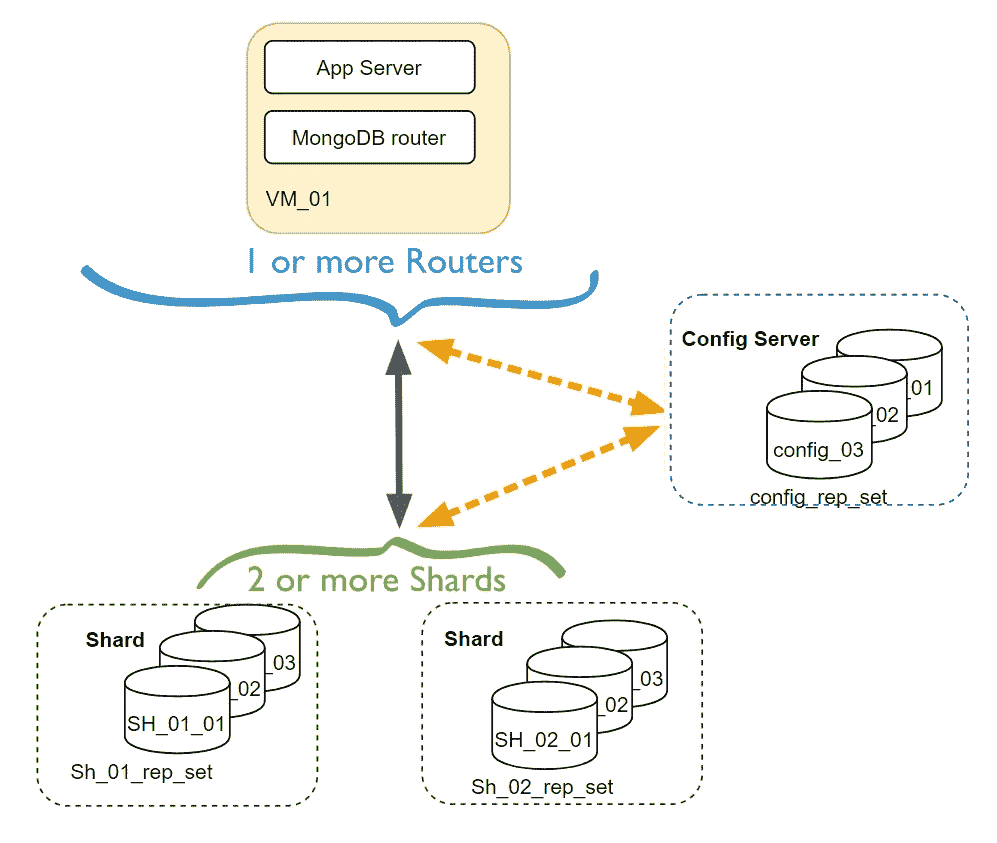 App Server
MongoDB router
VM_01
1 or more Routers
Config Server
_01
_02
config_03
config_rep_set
2 or more Shards
Shard
_03
_02
SH_01_01
Sh_01_rep_set
Shard
_03
_02
SH_02_01
Sh_02_rep_set